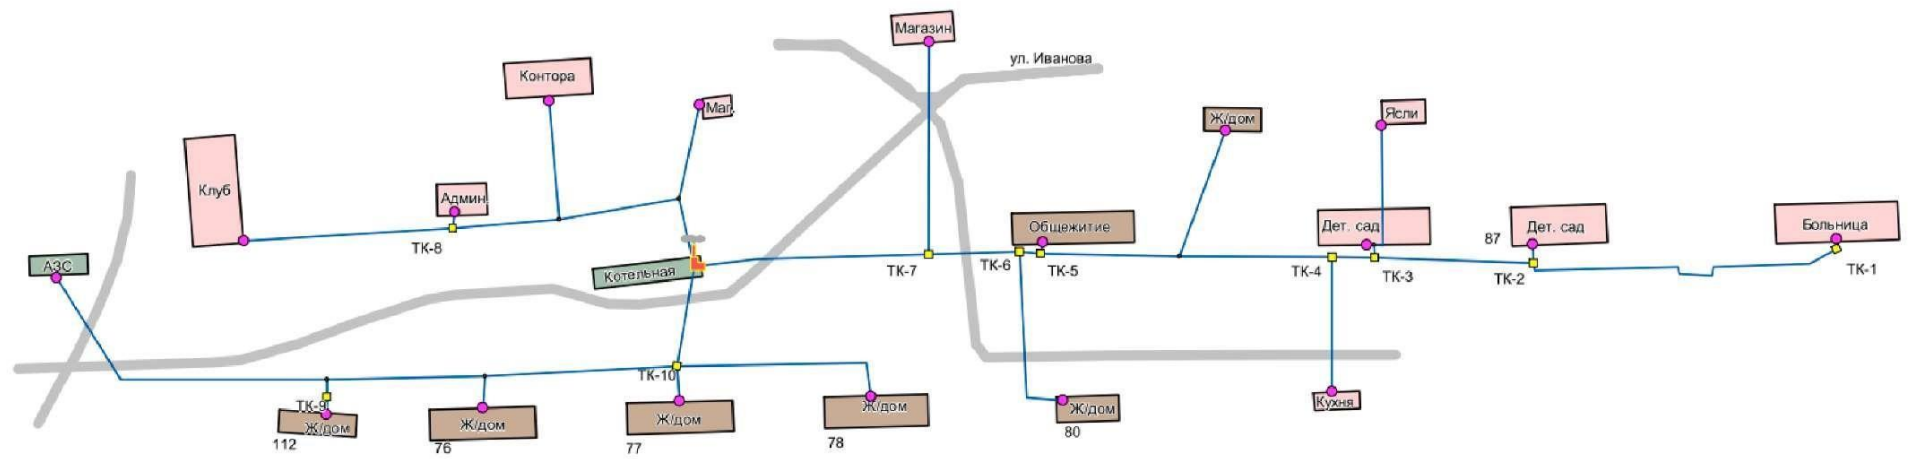 Магазин
ул. Иванова
Контора
Маг.
Ж/дом
Ясли
Клуб
Админ.
ТК-8
Общежитие
Дет. сад
87
Дет. сад
Больница
АЗС
Котельная
ТК-7
ТК-6
ТК-5
ТК-4
ТК-3
ТК-2
ТК-1
ТК-10
ТК-9
Ж/дом
112
Ж/дом
76
Ж/дом
77
Ж/дом
78
Ж/дом
80
Кухня